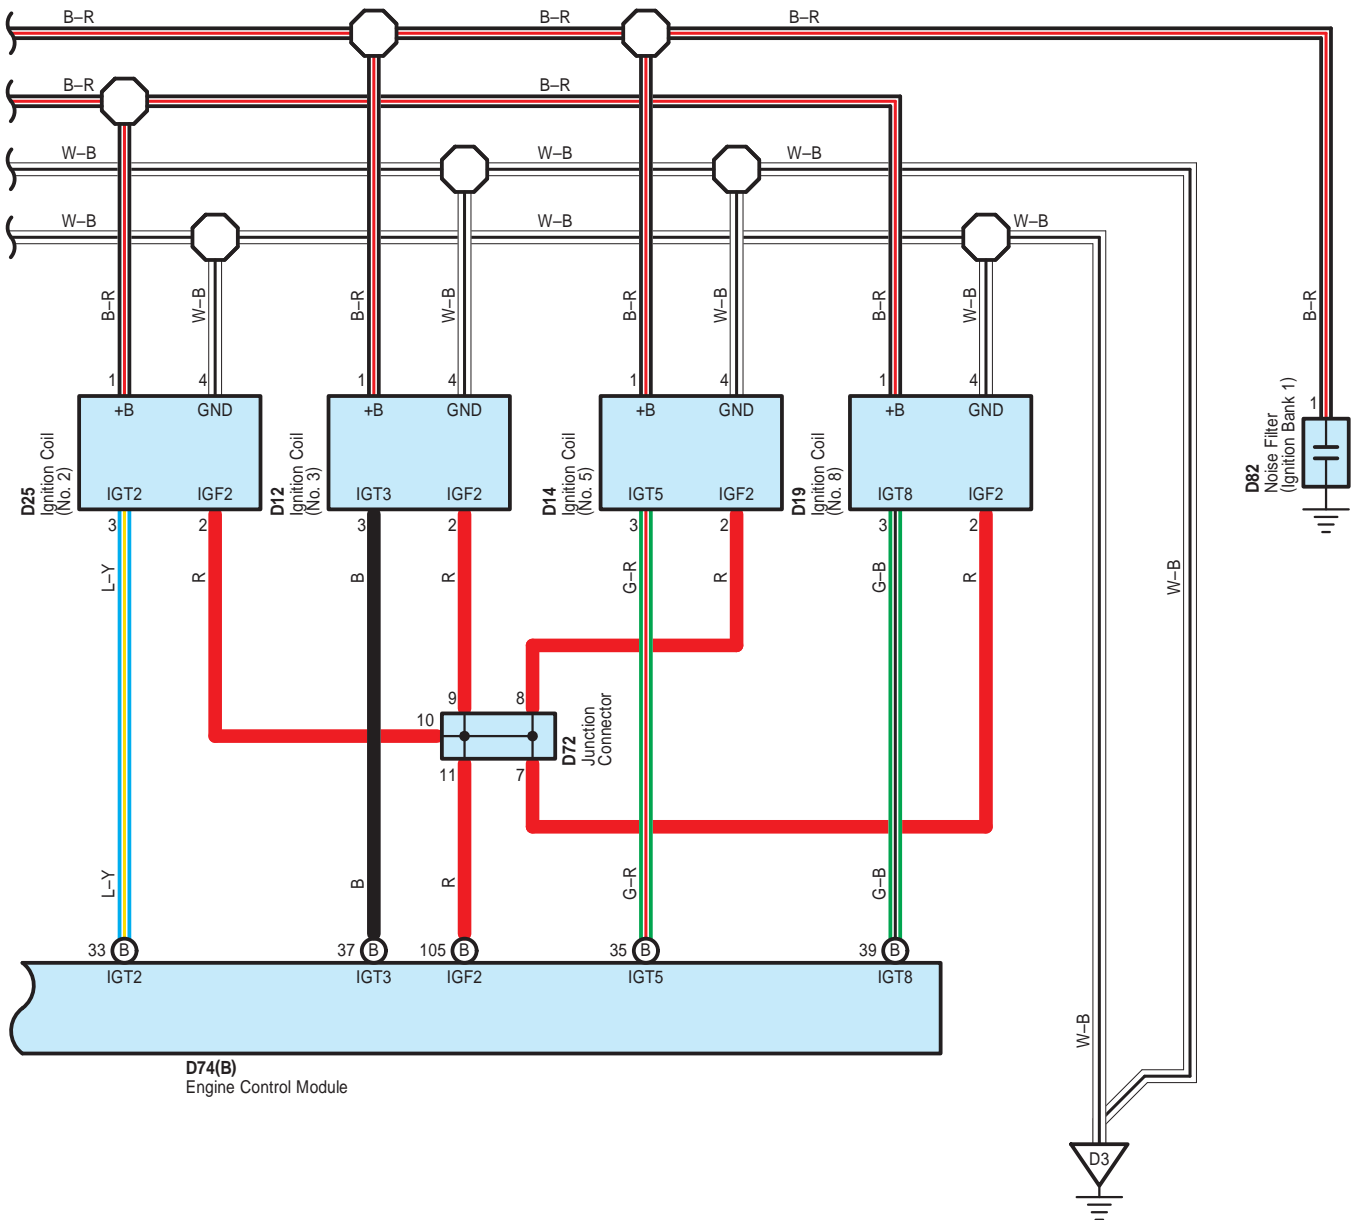 B–R B–R B–R
B–R B–R
W–B W–B W–B
W–B W–B W–B
B–R W–B B–R W–B B–R W–B B–R W–B B–R
1 4 1 4 1 4 1 4 1
+B GND +B GND +B GND +B GND
D25
Ignition Coil
(No. 2)
D12
Ignition Coil
(No. 3)
D14
Ignition Coil
(No. 5)
D19
Ignition Coil
(No. 8)
D82
Noise Filter
(Ignition Bank 1)
IGT2 IGF2 IGT3 IGF2 IGT5 IGF2 IGT8 IGF2
3 2 3 2 3 2 3 2
L–Y R B R G–R R G–B R W–B
9 8
10
D72
Junction
Connector
11 7
L–Y B R G–R G–B
33 B 37 B 105 B 35 B 39 B
IGT2 IGT3 IGF2 IGT5 IGT8
W–B
D74(B)
Engine Control Module
D3